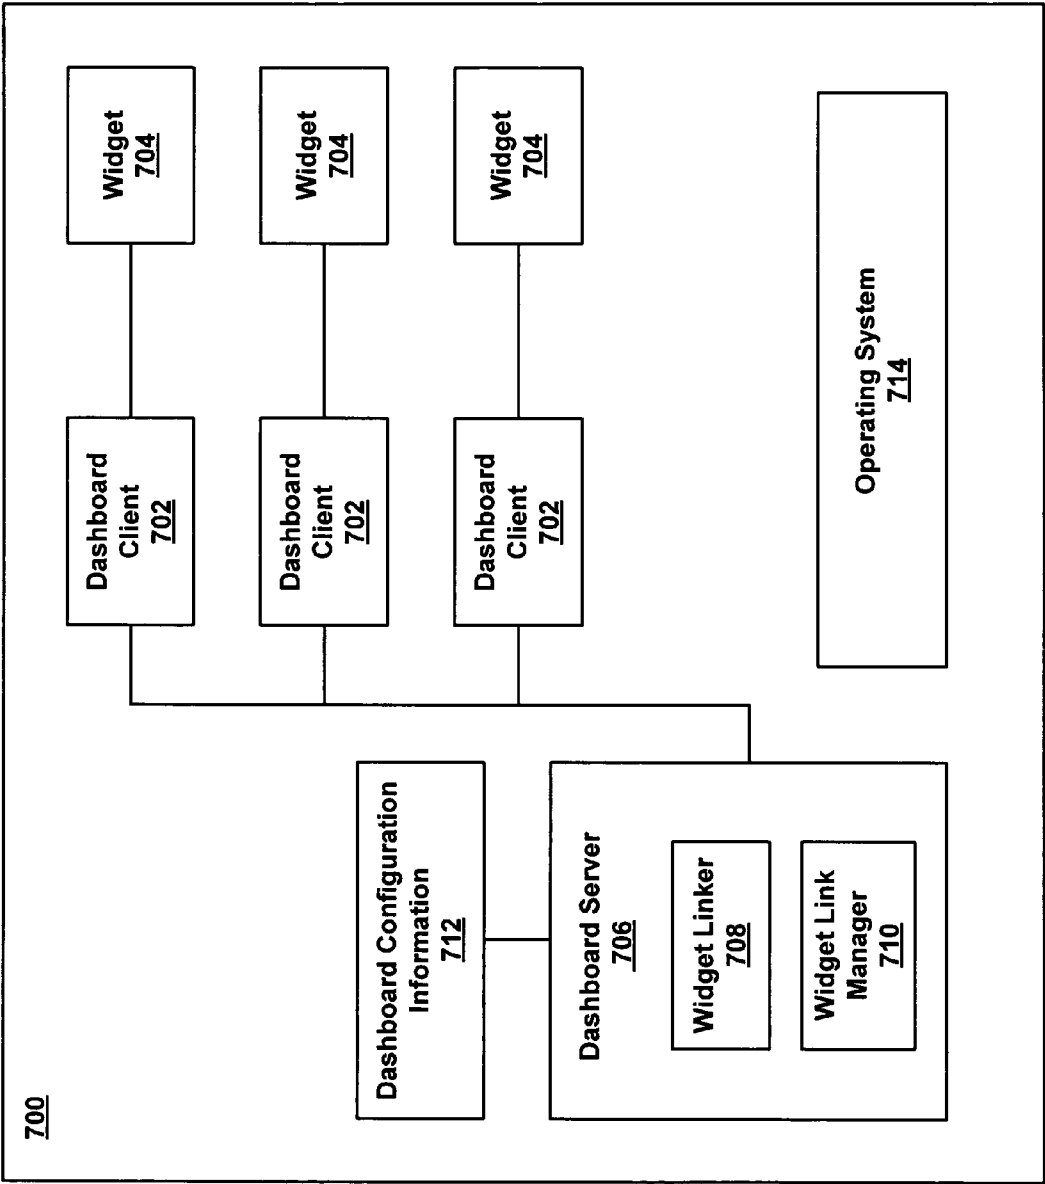 700
Dashboard Configuration
Information
712
Dashboard Server
706
Widget Linker
708
Widget Link
Manager
710
Dashboard
Client
702
Dashboard
Client
702
Dashboard
Client
702
Widget
704
Widget
704
Widget
704
Operating System
714